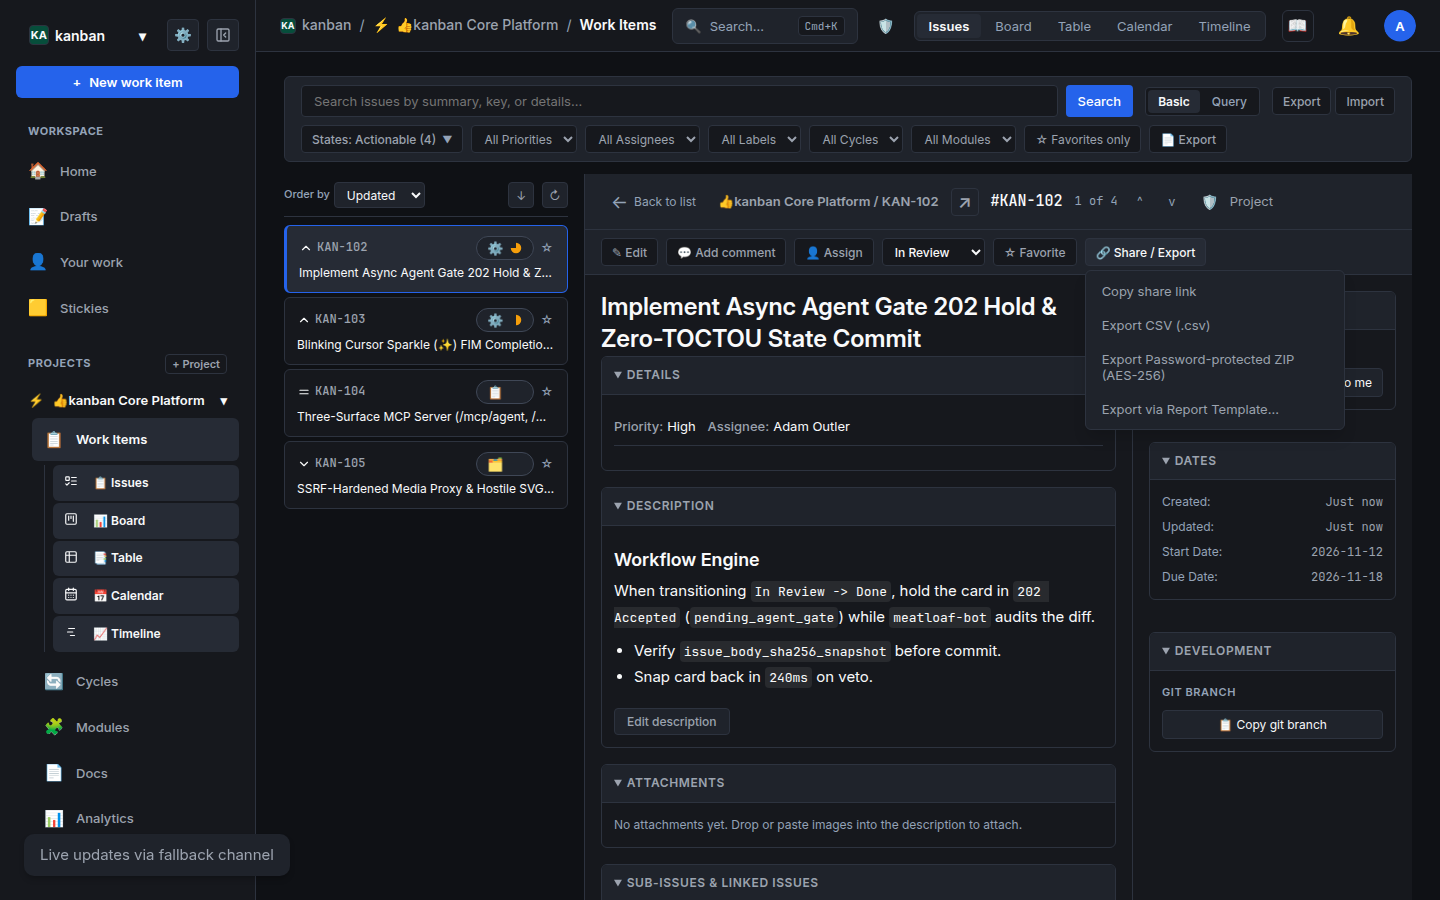 KA kanban ▼ ⚙️
+ New work item
WORKSPACE
🏠 Home
📝 Drafts
👤 Your work
🟨 Stickies
PROJECTS + Project
⚡ 👍kanban Core Platform ▼
📋 Work Items
📋 Issues
📊 Board
📑 Table
📅 Calendar
📈 Timeline
🔄 Cycles
🧩 Modules
📄 Docs
📊 Analytics
Live updates via fallback channel
KA kanban / ⚡ 👍kanban Core Platform / Work Items
🔍 Search... Cmd+K
🛡️ Issues Board Table Calendar Timeline 📖 🔔 A
Search issues by summary, key, or details...
Search Basic Query Export Import
States: Actionable (4) ▼ All Priorities All Assignees All Labels All Cycles All Modules ☆ Favorites only 📄 Export
Order by Updated ↓ ↻
KAN-102 ⚙️ ☆
Implement Async Agent Gate 202 Hold & Z...
KAN-103 ⚙️ ☆
Blinking Cursor Sparkle (✨) FIM Completio...
KAN-104 📋 ☆
Three-Surface MCP Server (/mcp/agent, /...
KAN-105 🗂️ ☆
SSRF-Hardened Media Proxy & Hostile SVG...
← Back to list 👍kanban Core Platform / KAN-102 ↗ #KAN-102 1 of 4 ^ v 🛡️ Project
✎ Edit 💬 Add comment 👤 Assign In Review ☆ Favorite 🔗 Share / Export
Copy share link
Export CSV (.csv)
Export Password-protected ZIP
(AES-256)
Export via Report Template...
o me
Implement Async Agent Gate 202 Hold &
Zero-TOCTOU State Commit
▼ DETAILS
Priority: High Assignee: Adam Outler
▼ DESCRIPTION
Workflow Engine
When transitioning In Review -> Done, hold the card in 202
Accepted (pending_agent_gate) while meatloaf-bot audits the diff.
• Verify issue_body_sha256_snapshot before commit.
• Snap card back in 240ms on veto.
Edit description
▼ ATTACHMENTS
No attachments yet. Drop or paste images into the description to attach.
▼ SUB-ISSUES & LINKED ISSUES
▼ DATES
Created: Just now
Updated: Just now
Start Date: 2026-11-12
Due Date: 2026-11-18
▼ DEVELOPMENT
GIT BRANCH
📋 Copy git branch